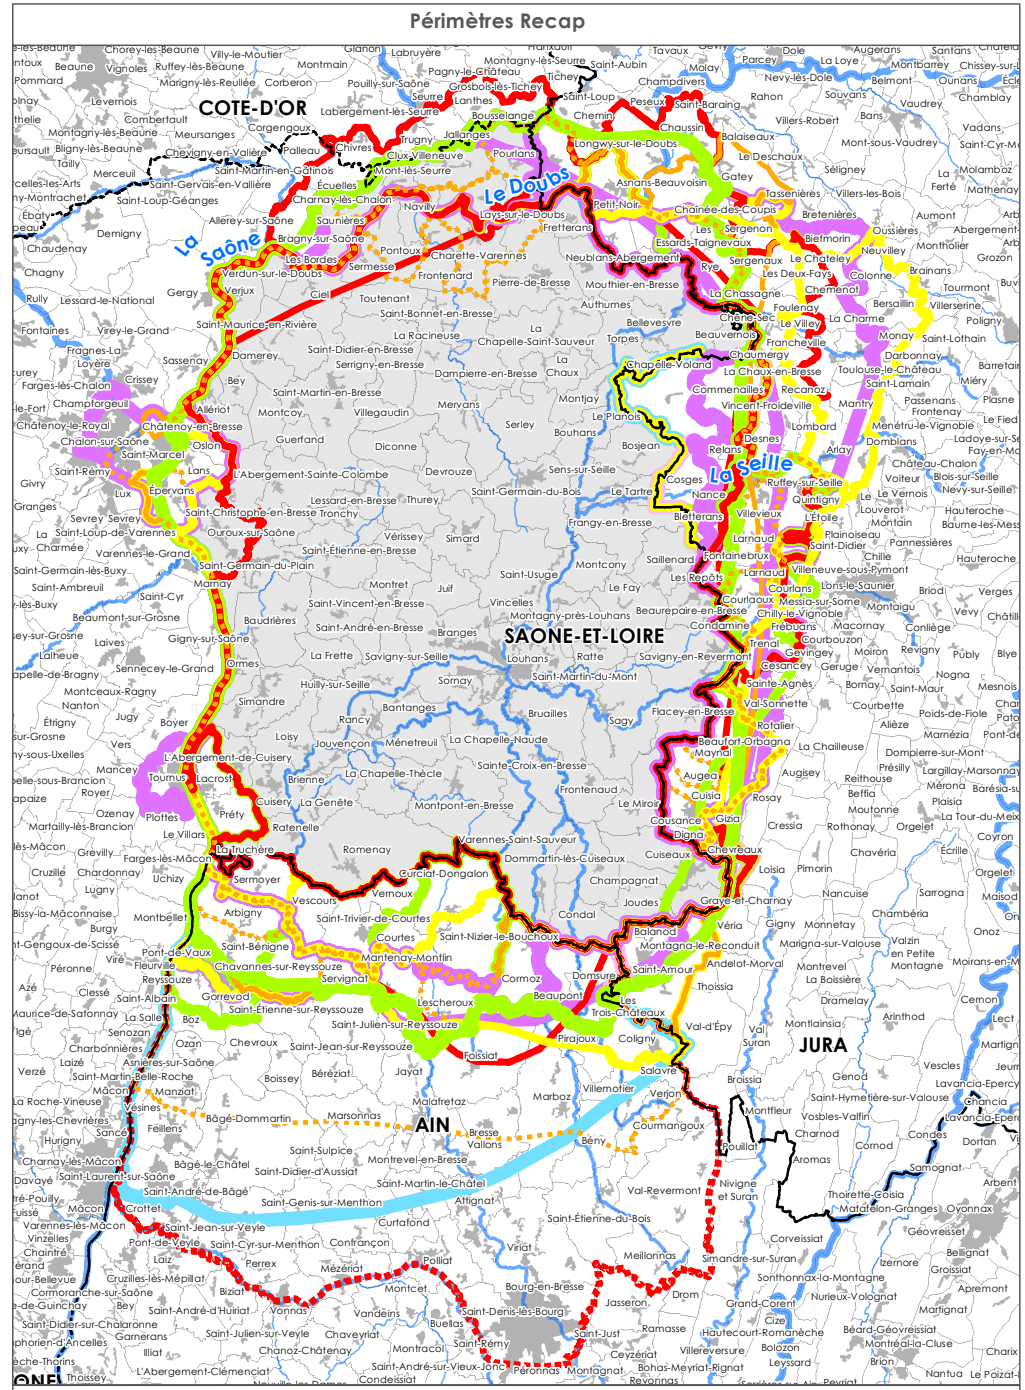 Périmètres Recap
COTE-D'OR
Le Doubs
La
Saône
La Seille
SAONE-ET-LOIRE
AIN
JURA
Chorey-les-Beaune
Villy-le-Moutier
Glanon
Labruyère
Montagny-lès-Seurre
Saint-Aubin
Tavaux
Dole
Augerans
Santans
Beaune
Vignoles
Ruffey-lès-Beaune
Montmain
Pagny-le-Château
Tichey
Molay
Parcey
La Loye
Montbarrey
Pommard
Marigny-lès-Reullée
Corberon
Pouilly-sur-Saône
Grosbois-lès-Tichey
Champdivers
Nevy-lès-Dole
Belmont
Ounans
Levernois
Seurre
Lanthes
Saint-Loup
Peseux
Saint-Baraing
Rahon
Souvans
Vaudrey
Chamblay
Combertault
Labergement-lès-Seurre
Bousselange
Chemin
Villers-Robert
Bans
Montagny-lès-Beaune
Meursanges
Corgengoux
Trugny
Jallanges
Chaussin
Balaiseaux
Mont-sous-Vaudrey
Vadans
Bligny-lès-Beaune
Chevigny-en-Valière
Palleau
Chivres
Clux-Villeneuve
Pourlans
Longwy-sur-le-Doubs
Le Deschaux
Tailly
Merceuil
Saint-Martin-en-Gâtinois
Mont-lès-Seurre
Gatey
Séligney
Molamboz
Saint-Gervais-en-Vallière
Écuelles
Asnans-Beauvoisin
Tassenières
Villers-les-Bois
La
Ferté
Mathenay
Saint-Loup-Géanges
Charnay-lès-Chalon
Navilly
Petit-Noir
Chaînée-des-Coupis
Bretenières
Aumont
Demigny
Allerey-sur-Saône
Saunières
Lays-sur-le-Doubs
Fretterans
Les
Essards-Taignevaux
Sergenon
Oussières
Chaudenay
Bragny-sur-Saône
Pontoux
Charette-Varennes
Neublans-Abergement
Sergenaux
Biefmorin
Neuvilley
Montholier
Grozon
Chagny
Les Bordes
Sermesse
Frontenard
Rye
Le Chateley
Colonne
Brainans
Verdun-sur-le-Doubs
Pierre-de-Bresse
Mouthier-en-Bresse
Les Deux-Fays
Chemenot
Tourmont
Rully
Lessard-le-National
Gergy
Verjux
Ciel
Toutenant
Authumes
La Chassagne
Foulenay
Bersaillin
Villerserine
Saint-Maurice-en-Rivière
Saint-Bonnet-en-Bresse
Bellevesvre
Chêne-Sec
Le Villey
La Charme
Poligny
Fontaines
Virey-le-Grand
La Racineuse
La
Chapelle-Saint-Sauveur
Torpes
Beauvernois
Francheville
Monay
Saint-Lothain
Fragnes-La
Loyère
Sassenay
Damerey
Saint-Didier-en-Bresse
Serrigny-en-Bresse
La
Chaux
Chapelle-Voland
Chaumergy
Toulouse-le-Château
Darbonnay
Farges-lès-Chalon
Crissey
Bey
Dampierre-en-Bresse
La Chaux-en-Bresse
Saint-Lamain
Miéry
Champforgeuil
Saint-Martin-en-Bresse
Mervans
Montjay
Commenailles
Recanoz
Passenans
Plasne
Châtenoy-le-Royal
Allériot
Montcoy
Villegaudin
Le Planois
Vincent-Froideville
Mantry
Frontenay
Châtenoy-en-Bresse
Serley
Bouhans
Lombard
Menétru-le-Vignoble
Le Fied
Chalon-sur-Saône
Oslon
Guerfand
Diconne
Bosjean
Desnes
Domblans
Saint-Marcel
Relans
Arlay
Saint-Rémy
Lans
L'Abergement-Sainte-Colombe
Devrouze
Sens-sur-Seille
Château-Chalon
Givry
Lux
Épervans
Cosges
Ruffey-sur-Seille
Voiteur
Blois-sur-Seille
Granges
Saint-Christophe-en-Bresse
Lessard-en-Bresse
Thurey
Saint-Germain-du-Bois
Le Tartre
Nance
Quintigny
Le Vernois
Nevy-sur-Seille
Sevrey
Sevrey
Tronchy
Bletterans
Villevieux
L'Étoile
Le
Louverot
Hauteroche
Saint-Loup-de-Varennes
Ouroux-sur-Saône
Vérissey
Simard
Frangy-en-Bresse
Plainoiseau
Montain
Varennes-le-Grand
Saint-Étienne-en-Bresse
Larnaud
Saint-Didier
Pannessières
Saint-Germain-lès-Buxy
Saint-Germain-du-Plain
Saillenard
Fontainebrux
Chille
Hauteroche
Saint-Ambreuil
Marnay
Montret
Juif
Saint-Usuge
Montcony
Les Repôts
Larnaud
Villeneuve-sous-Pymont
Saint-Cyr
Le Fay
Courlans
Lons-le-Saunier
Briod
Verges
Beaumont-sur-Grosne
Baudrières
Saint-Vincent-en-Bresse
Vincelles
Courlaoux
Messia-sur-Sorne
Montaigu
Vevy
Saint-André-en-Bresse
Montagny-près-Louhans
Beaurepaire-en-Bresse
Chilly-le-Vignoble
Laives
Gigny-sur-Saône
Branges
Condamine
Frébuans
Macornay
Conliège
Lalheue
La Frette
Savigny-sur-Seille
Louhans
Ratte
Savigny-en-Revermont
Trenal
Courbouzon
Moiron
Revigny
Publy
Blye
Sennecey-le-Grand
Ormes
Saint-Martin-du-Mont
Gevingey
Cesancey
Geruge
Vernantois
Nogna
Huilly-sur-Seille
Sornay
Sainte-Agnès
Bornay
Saint-Maur
Mesnois
Montceaux-Ragny
Simandre
Bantanges
Val-Sonnette
Courbette
Nanton
Jugy
Rancy
Bruailles
Sagy
Flacey-en-Bresse
Poids-de-Fiole
Étrigny
Boyer
Rotalier
Alièze
Vers
Loisy
Jouvençon
Ménetreuil
La Chapelle-Naude
Beaufort-Orbagna
La Chailleuse
Marnézia
L'Abergement-de-Cuisery
Maynal
Dompierre-sur-Mont
Mancey
Tournus
Lacrost
Brienne
La Chapelle-Thècle
Sainte-Croix-en-Bresse
Augea
Augisey
Présilly
Royer
Reithouse
Largillay-Marsonnay
Cuisery
La Genête
Frontenaud
Cuisia
Rosay
Beffia
Mérona
Ozenay
Plottes
Préty
Montpont-en-Bresse
Le Miroir
Moutonne
Plaisia
Martailly-lès-Brancion
Ratenelle
Cousance
Gizia
Cressia
Rothonay
Orgelet
La Tour-du-Meix
Le Villars
Varennes-Saint-Sauveur
Digna
Coyron
Grevilly
La Truchère
Romenay
Dommartin-lès-Cuiseaux
Cuiseaux
Chevreaux
Chavéria
Écrille
Cruzille
Chardonnay
Farges-lès-Mâcon
Curciat-Dongalon
Loisia
Pimorin
Orgelet
Uchizy
Sermoyer
Champagnat
Nancuise
Sarrogna
Lugny
Vescours
Vernoux
Joudes
Graye-et-Charnay
Maisod
Bissy-la-Mâconnaise
Montbellet
Arbigny
Saint-Trivier-de-Courtes
Condal
Gigny
Monnetay
Chambéria
Burgy
Courtes
Saint-Nizier-le-Bouchoux
Balanod
Véria
Onoz
Saint-Gengoux-de-Scissé
Saint-Bénigne
Montagna-le-Reconduit
Marigna-sur-Valouse
Valzin
en Petite
Montagne
Pont-de-Vaux
Mantenay-Montlin
Viré
Fleurville
Chavannes-sur-Reyssouze
Domsure
Saint-Amour
Andelot-Morval
Montrevel
Péronne
Reyssouze
Servignat
Cormoz
La Boissière
Azé
Clessé
Saint-Albain
Gorrevod
Lescheroux
Beaupont
Les
Trois-Châteaux
Thoissia
Dramelay
Cernon
La Salle
Saint-Étienne-sur-Reyssouze
Arinthod
Lect
Boz
Saint-Julien-sur-Reyssouze
Val-d'Épy
Val
Suran
Montlainsia
Senozan
Ozan
Pirajoux
Coligny
Charbonnières
Chevroux
Saint-Jean-sur-Reyssouze
Foissiat
Laizé
Asnières-sur-Saône
Salavre
Vescles
Verzé
Saint-Martin-Belle-Roche
Boissey
Béréziat
Jayat
Broissia
Genod
Lavancia-Epercy
Mâcon
Manziat
Villemotier
Verjon
Saint-Hymetière-sur-Valouse
La Roche-Vineuse
Vésines
Malafretaz
Marboz
Montfleur
Vosbles-Valfin
Chancia
Bâgé-Dommartin
Marsonnas
Courmangoux
Sancé
Feillens
Bresse
Vallons
Bény
Pouillat
Charnod
Condes
Dortan
Hurigny
Saint-Sulpice
Montrevel-en-Bresse
Aromas
Cornod
Charnay-lès-Mâcon
Bâgé-le-Châtel
Saint-Didier-d'Aussiat
Samognat
Davayé
Saint-Laurent-sur-Saône
Saint-André-de-Bâgé
Saint-Martin-le-Châtel
Val-Revermont
Nivigne
et Suran
Thoirette-Coisia
Arbent
Mâcon
Crottet
Saint-Genis-sur-Menthon
Attignat
Matafelon-Granges
Oyonnax
Varennes-lès-Mâcon
Saint-Jean-sur-Veyle
Curtafond
Saint-Étienne-du-Bois
Géovreisset
Vinzelles
Pont-de-Veyle
Saint-Cyr-sur-Menthon
Confrançon
Viriat
Corveissiat
Bellignat
Chaintré
Laiz
Perrex
Mézériat
Polliat
Meillonnas
Simandre-sur-Suran
Izernore
Groissiat
Cruzilles-lès-Mépillat
Sonthonnax-la-Montagne
Cormoranche-sur-Saône
Biziat
Montcet
Bourg-en-Bresse
Drom
Nurieux-Volognat
Apremont
Bey
Saint-André-d'Huiriat
Vonnas
Vandeins
Buellas
Saint-Denis-lès-Bourg
Jasseron
Grand-Corent
Martignat
Saint-Didier-sur-Chalaronne
Cize
Garnerans
Saint-Julien-sur-Veyle
Chaveyriat
Saint-Rémy
Saint-Just
Ramasse
Hautecourt-Romanèche
Béard-Géovreissiat
Illiat
Chanoz-Châtenay
Montracol
Ceyzériat
Villereversure
Bolozon
Montréal-la-Cluse
Charix
L'Abergement-Clémenciat
Saint-André-sur-Vieux-Jonc
Péronnas
Montagnat
Bohas-Meyriat-Rignat
Leyssard
Brion
Thoissey
Condeissiat
Revonnas
Nantua